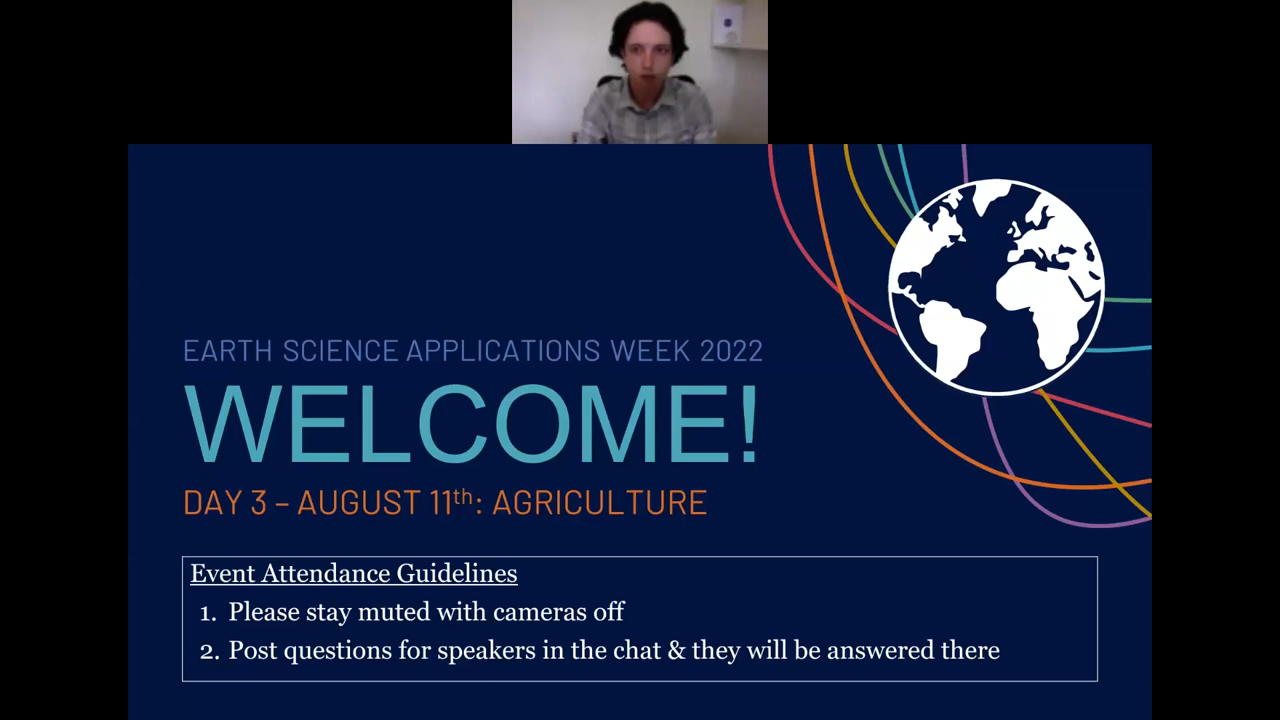 EARTH SCIENCE APPLICATIONS WEEK 2022
WELCOME!
DAY 3 – AUGUST 11th: AGRICULTURE
Event Attendance Guidelines
1. Please stay muted with cameras off
2. Post questions for speakers in the chat & they will be answered there